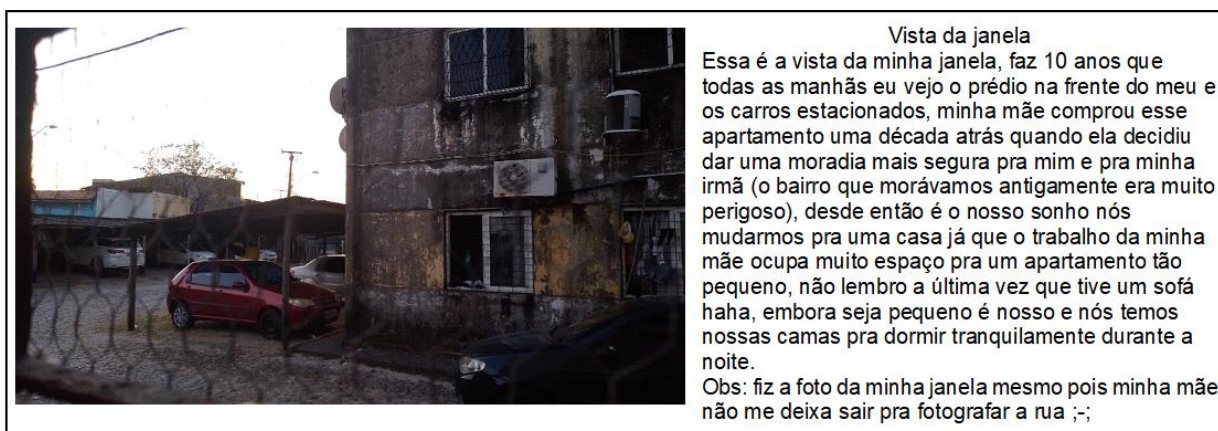 Vista da janela
Essa é a vista da minha janela, faz 10 anos que
todas as manhãs eu vejo o prédio na frente do meu e
os carros estacionados, minha mãe comprou esse
apartamento uma década atrás quando ela decidiu
dar uma moradia mais segura pra mim e pra minha
irmã (o bairro que morávamos antigamente era muito
perigoso), desde então é o nosso sonho nós
mudarmos pra uma casa já que o trabalho da minha
mãe ocupa muito espaço pra um apartamento tão
pequeno, não lembro a última vez que tive um sofá
haha, embora seja pequeno é nosso e nós temos
nossas camas pra dormir tranquilamente durante a
noite.
Obs: fiz a foto da minha janela mesmo pois minha mãe
não me deixa sair pra fotografar a rua ;-;